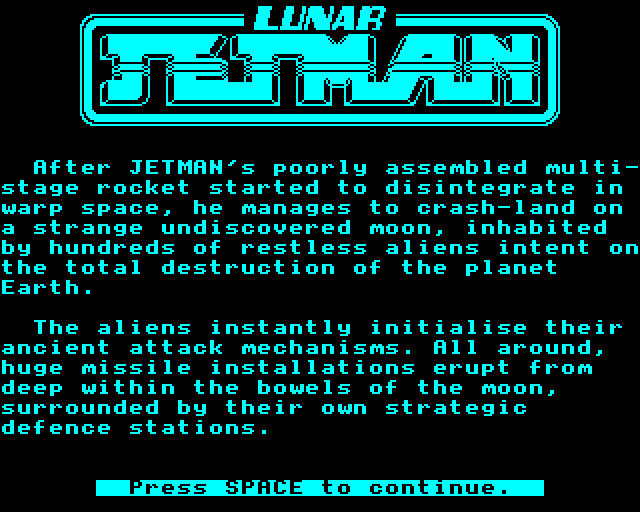 LUNAR
JETMAN
After JETMAN's poorly assembled multi-
stage rocket started to disintegrate in
warp space, he manages to crash-land on
a strange undiscovered moon, inhabited
by hundreds of restless aliens intent on
the total destruction of the planet
Earth.
The aliens instantly initialise their
ancient attack mechanisms. All around,
huge missile installations erupt from
deep within the bowels of the moon,
surrounded by their own strategic
defence stations.
Press SPACE to continue.